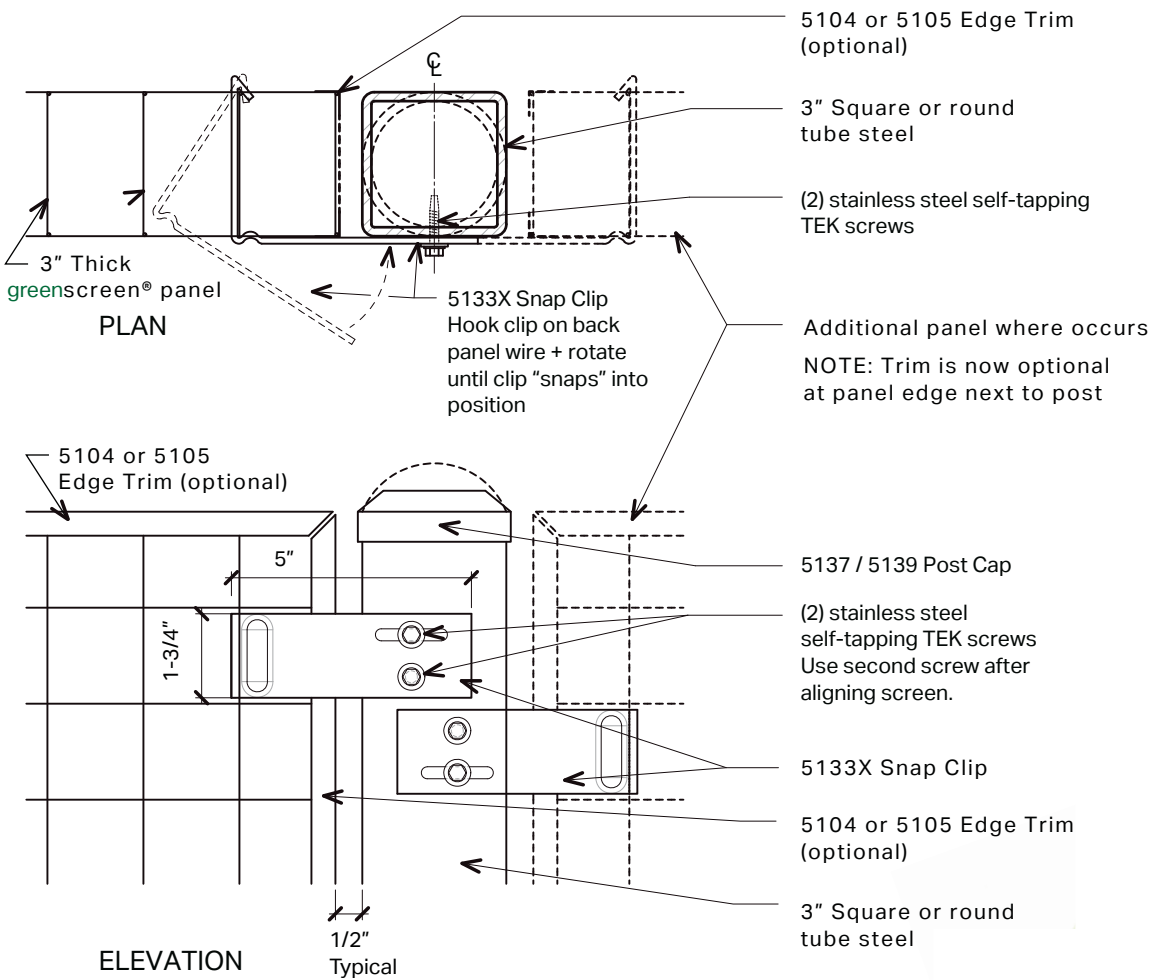 5104 or 5105 Edge Trim
(optional)
℄
3” Square or round
tube steel
(2) stainless steel self-tapping
TEK screws
3” Thick
greenscreen® panel
PLAN
5133X Snap Clip
Hook clip on back
panel wire + rotate
until clip “snaps” into
position
Additional panel where occurs
NOTE: Trim is now optional
at panel edge next to post
5104 or 5105
Edge Trim (optional)
5”
1-3/4”
5137 / 5139 Post Cap
(2) stainless steel
self-tapping TEK screws
Use second screw after
aligning screen.
5133X Snap Clip
5104 or 5105 Edge Trim
(optional)
3” Square or round
tube steel
1/2”
Typical
ELEVATION